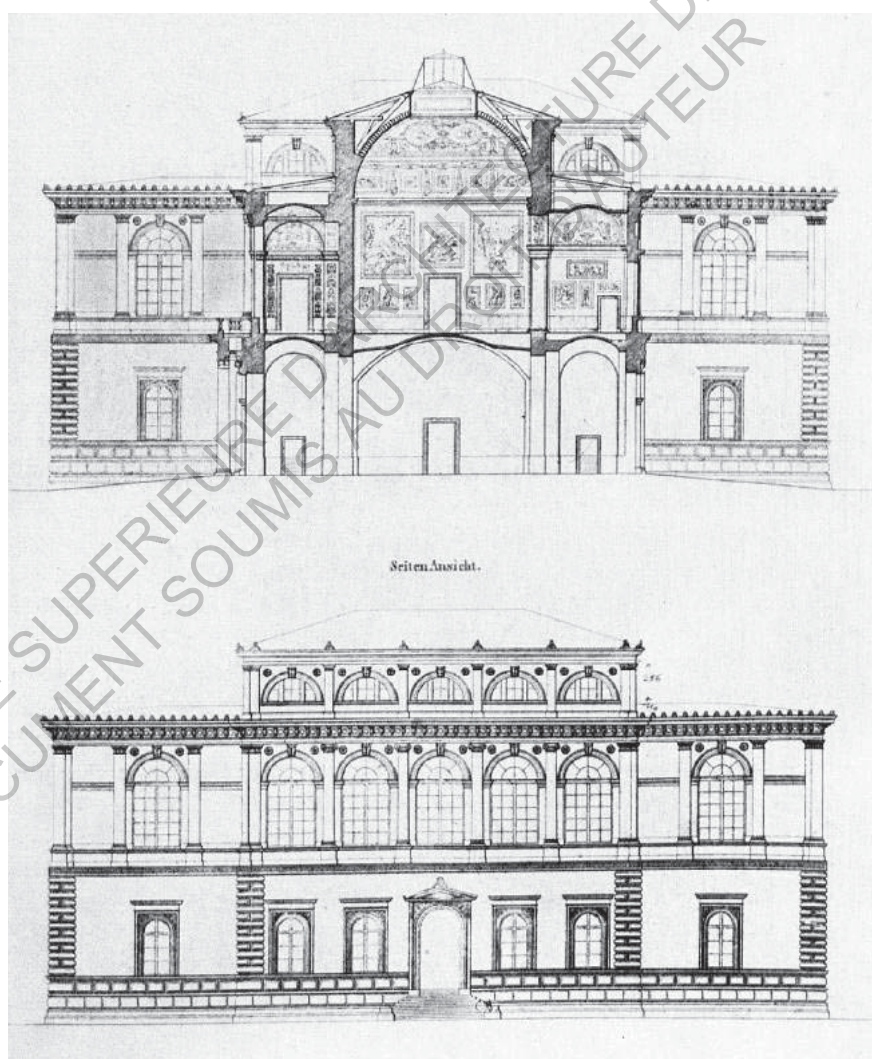 E SUPERIEURE D'ARCHITECTURE D
CUMENT SOUMIS AU DROIT D'AUTEUR
Seiten Ansicht.